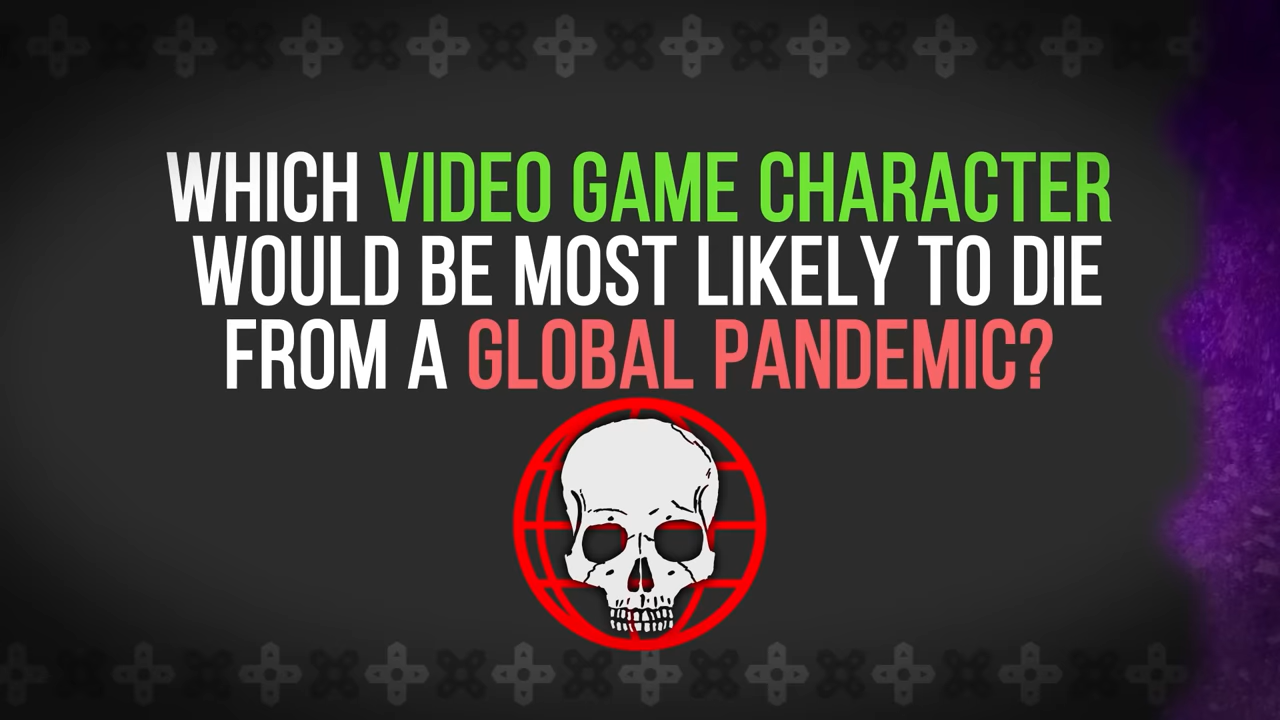 WHICH VIDEO GAME CHARACTER
WOULD BE MOST LIKELY TO DIE
FROM A GLOBAL PANDEMIC?